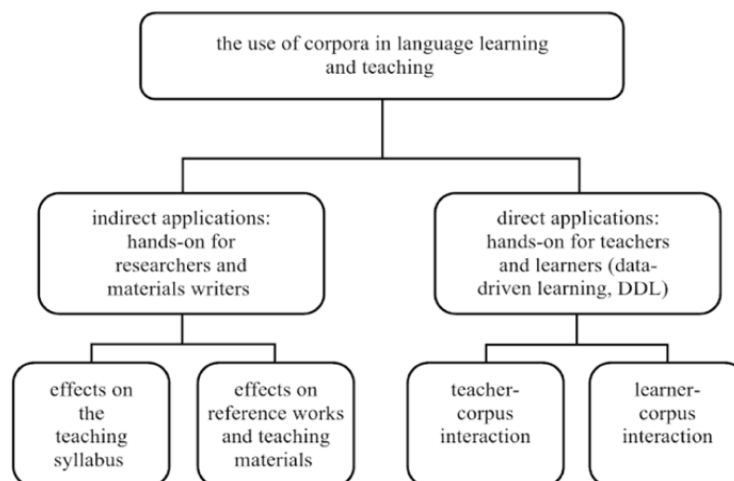 the use of corpora in language learning
and teaching
indirect applications:
hands-on for
researchers and
materials writers
direct applications:
hands-on for teachers
and learners (data-
driven learning, DDL)
effects on
the
teaching
syllabus
effects on
reference works
and teaching
materials
teacher-
corpus
interaction
learner-
corpus
interaction